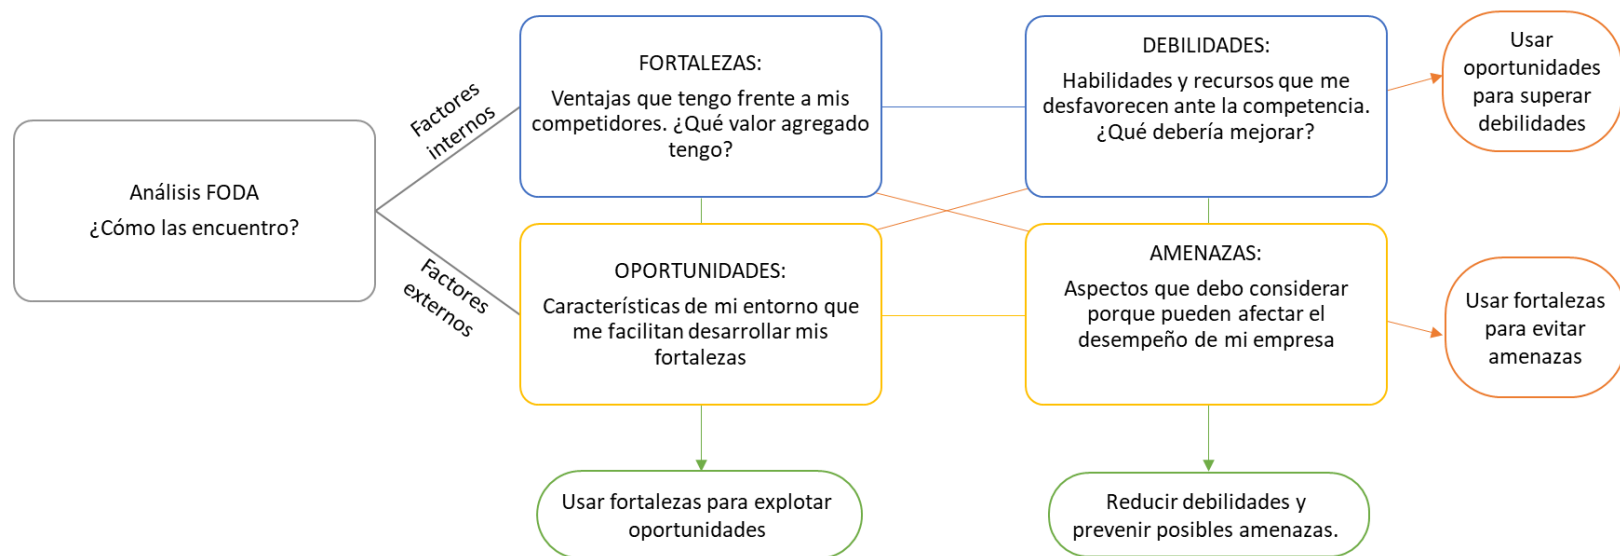 Análisis FODA
¿Cómo las encuentro?
Factores
internos
Factores
externos
FORTALEZAS:
Ventajas que tengo frente a mis
competidores. ¿Qué valor agregado
tengo?
DEBILIDADES:
Habilidades y recursos que me
desfavorecen ante la competencia.
¿Qué debería mejorar?
Usar
oportunidades
para superar
debilidades
OPORTUNIDADES:
Características de mi entorno que
me facilitan desarrollar mis
fortalezas
AMENAZAS:
Aspectos que debo considerar
porque pueden afectar el
desempeño de mi empresa
Usar fortalezas
para evitar
amenazas
Usar fortalezas para explotar
oportunidades
Reducir debilidades y
prevenir posibles amenazas.